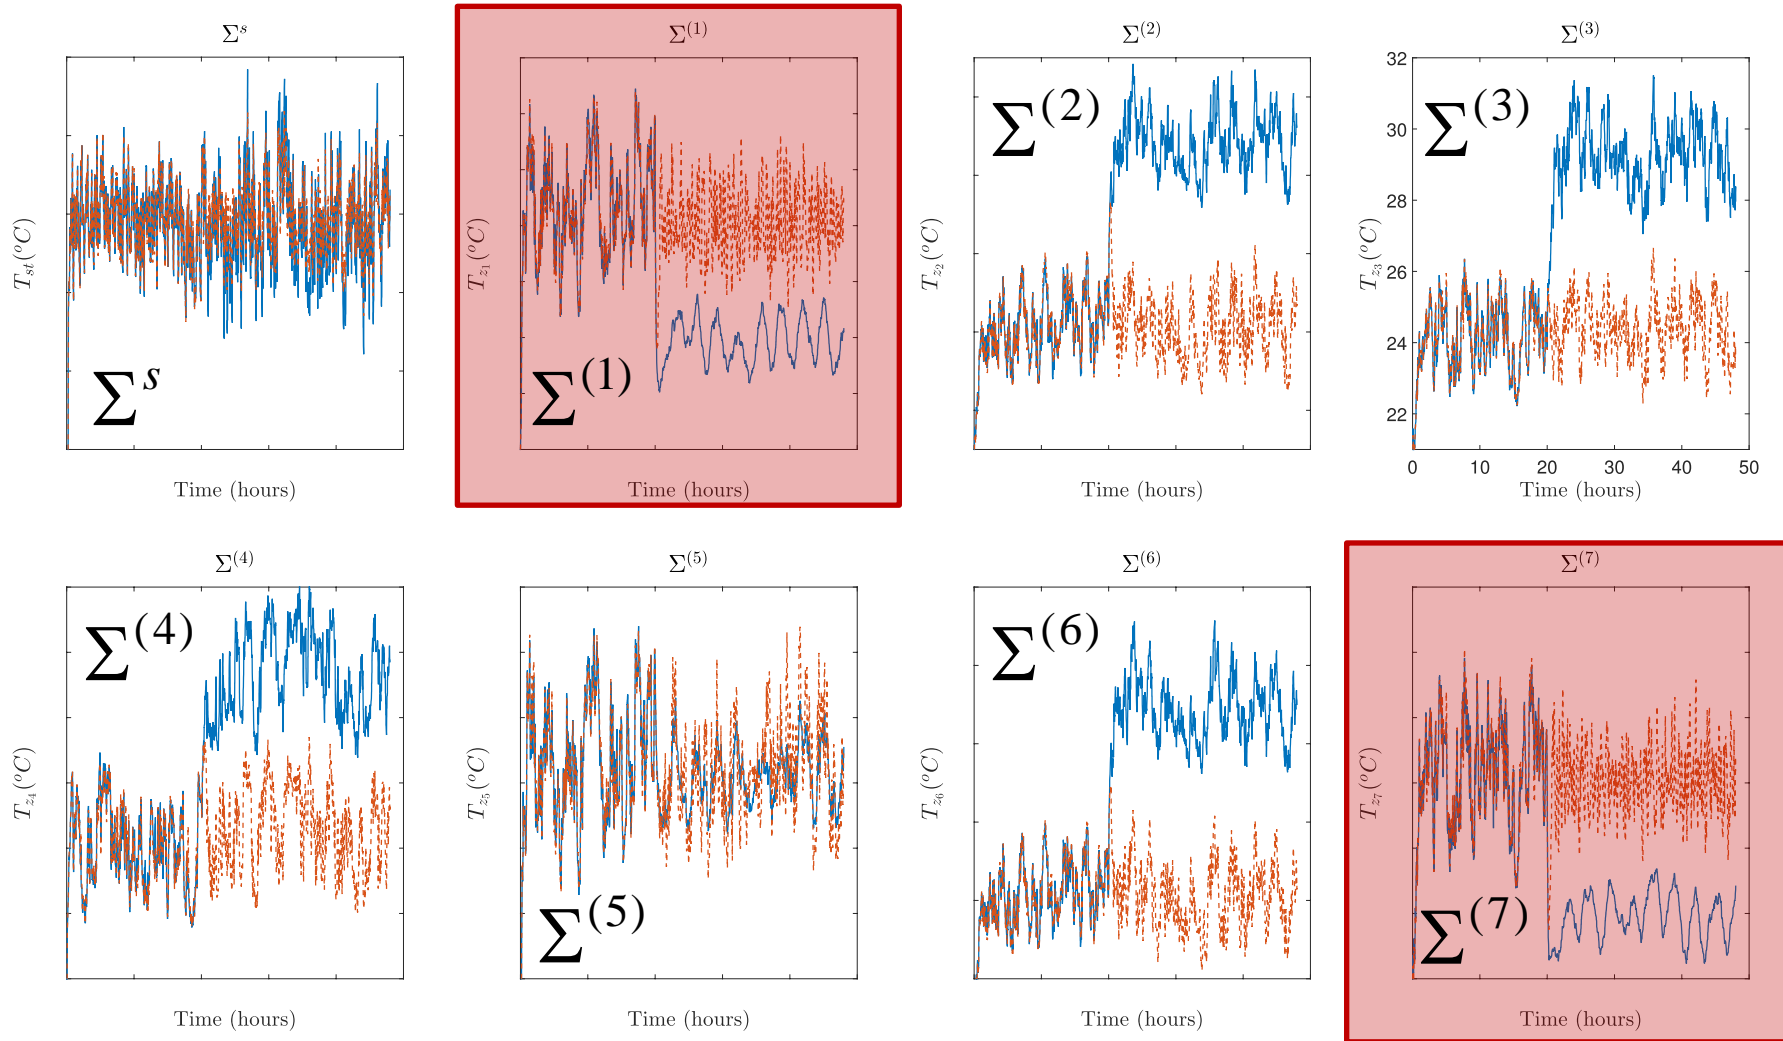 Σ^s
Σ^(1)
Σ^(2)
Σ^(3)
T_st(°C)
Σ^s
Time (hours)
T_z1(°C)
Σ^(1)
Time (hours)
T_z2(°C)
Σ^(2)
Time (hours)
T_z3(°C)
Σ^(3)
32
30
28
26
24
22
0 10 20 30 40 50
Time (hours)
Σ^(4)
Σ^(5)
Σ^(6)
Σ^(7)
T_z4(°C)
Σ^(4)
Time (hours)
T_z5(°C)
Σ^(5)
Time (hours)
T_z6(°C)
Σ^(6)
Time (hours)
T_z7(°C)
Σ^(7)
Time (hours)